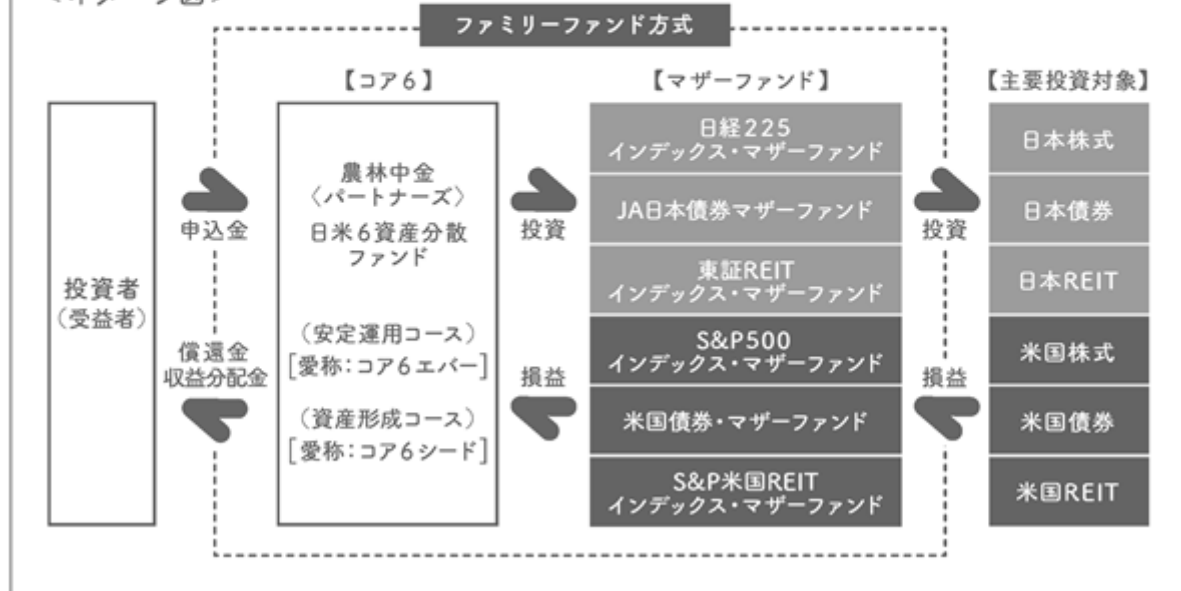 ファミリーファンド方式
【コア6】
【マザーファンド】
【主要投資対象】
投資者
(受益者)
申込金
償還金
収益分配金
農林中金
〈パートナーズ〉
日米6資産分散
ファンド
(安定運用コース)
[愛称:コア6エバー]
(資産形成コース)
[愛称:コア6シード]
投資
損益
日経225
インデックス・マザーファンド
JA日本債券マザーファンド
東証REIT
インデックス・マザーファンド
S&P500
インデックス・マザーファンド
米国債券・マザーファンド
S&P米国REIT
インデックス・マザーファンド
投資
損益
日本株式
日本債券
日本REIT
米国株式
米国債券
米国REIT